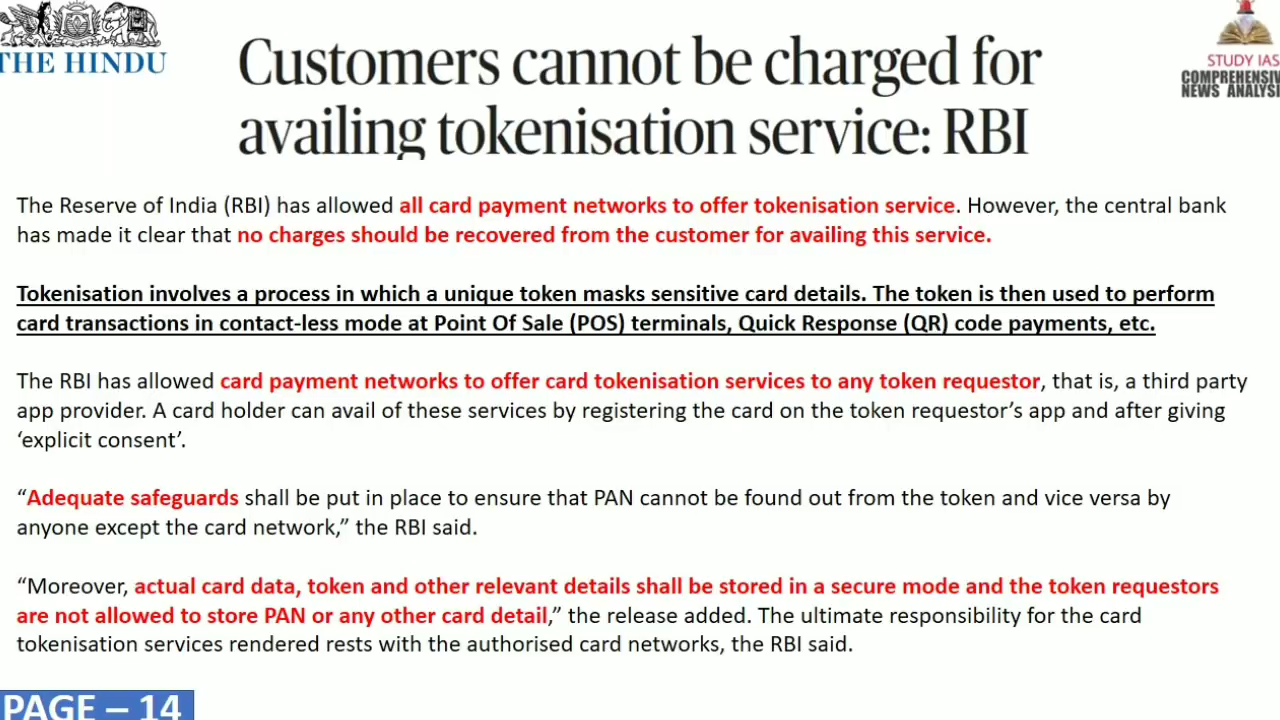 THE HINDU
Customers cannot be charged for
availing tokenisation service: RBI
STUDY IAS
COMPREHENSIVE
NEWS ANALYSIS
The Reserve of India (RBI) has allowed all card payment networks to offer tokenisation service. However, the central bank
has made it clear that no charges should be recovered from the customer for availing this service.
Tokenisation involves a process in which a unique token masks sensitive card details. The token is then used to perform
card transactions in contact-less mode at Point Of Sale (POS) terminals, Quick Response (QR) code payments, etc.
The RBI has allowed card payment networks to offer card tokenisation services to any token requestor, that is, a third party
app provider. A card holder can avail of these services by registering the card on the token requestor’s app and after giving
‘explicit consent’.
“Adequate safeguards shall be put in place to ensure that PAN cannot be found out from the token and vice versa by
anyone except the card network,” the RBI said.
“Moreover, actual card data, token and other relevant details shall be stored in a secure mode and the token requestors
are not allowed to store PAN or any other card detail,” the release added. The ultimate responsibility for the card
tokenisation services rendered rests with the authorised card networks, the RBI said.
PAGE – 14